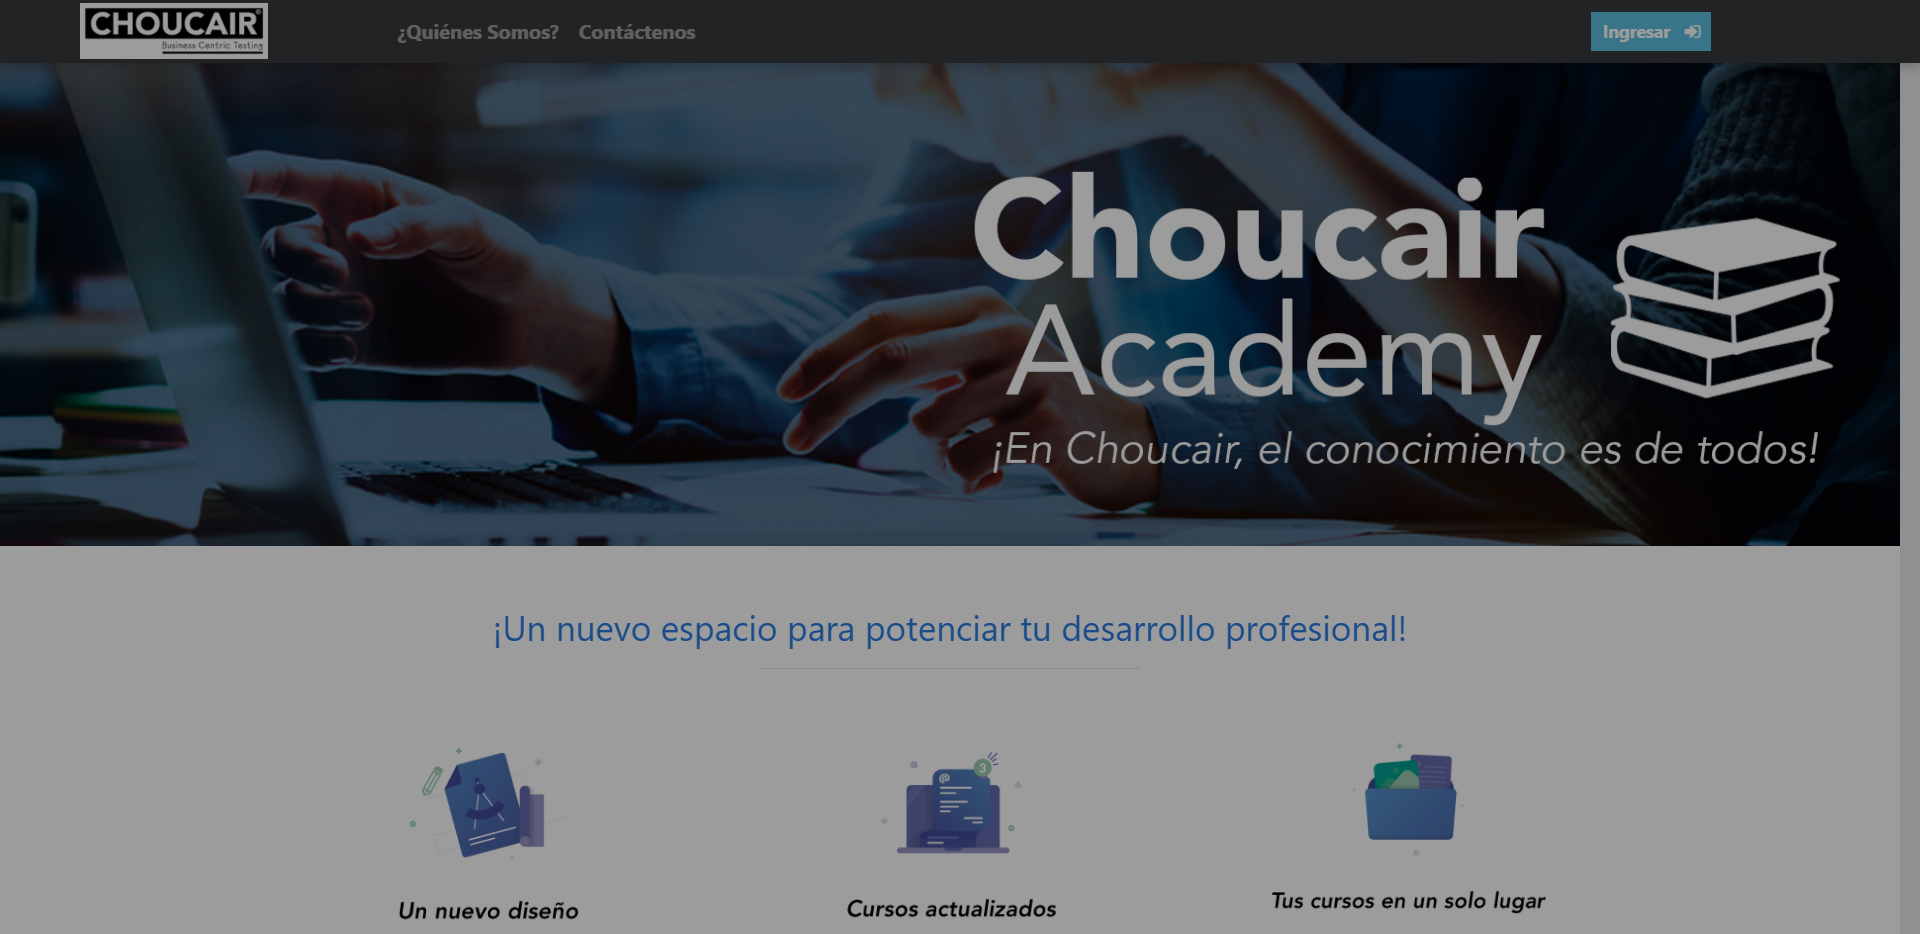 CHOUCAIR®
Business Centric Testing
¿Quiénes Somos? Contáctenos
Ingresar
Choucair
Academy
¡En Choucair, el conocimiento es de todos!
¡Un nuevo espacio para potenciar tu desarrollo profesional!
@
3
Un nuevo diseño
Cursos actualizados
Tus cursos en un solo lugar